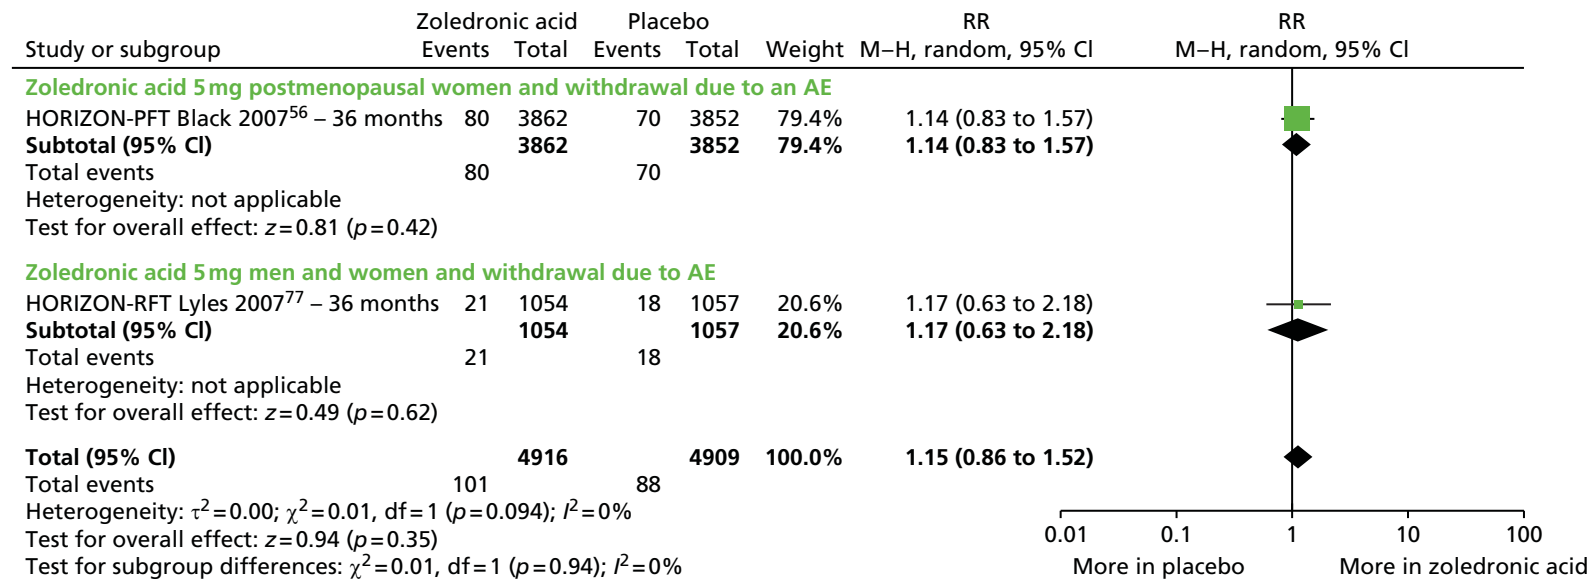 Zoledronic acid Placebo RR RR
Study or subgroup Events Total Events Total Weight M–H, random, 95% CI M–H, random, 95% CI
Zoledronic acid 5 mg postmenopausal women and withdrawal due to an AE
HORIZON-PFT Black 2007⁵⁶ – 36 months 80 3862 70 3852 79.4% 1.14 (0.83 to 1.57)
Subtotal (95% CI) 3862 3852 79.4% 1.14 (0.83 to 1.57)
Total events 80 70
Heterogeneity: not applicable
Test for overall effect: z = 0.81 (p = 0.42)
Zoledronic acid 5 mg men and women and withdrawal due to AE
HORIZON-RFT Lyles 2007⁷⁷ – 36 months 21 1054 18 1057 20.6% 1.17 (0.63 to 2.18)
Subtotal (95% CI) 1054 1057 20.6% 1.17 (0.63 to 2.18)
Total events 21 18
Heterogeneity: not applicable
Test for overall effect: z = 0.49 (p = 0.62)
Total (95% CI) 4916 4909 100.0% 1.15 (0.86 to 1.52)
Total events 101 88
Heterogeneity: τ² = 0.00; χ² = 0.01, df = 1 (p = 0.094); I² = 0%
Test for overall effect: z = 0.94 (p = 0.35)
Test for subgroup differences: χ² = 0.01, df = 1 (p = 0.94); I² = 0%
0.01 0.1 1 10 100
More in placebo More in zoledronic acid